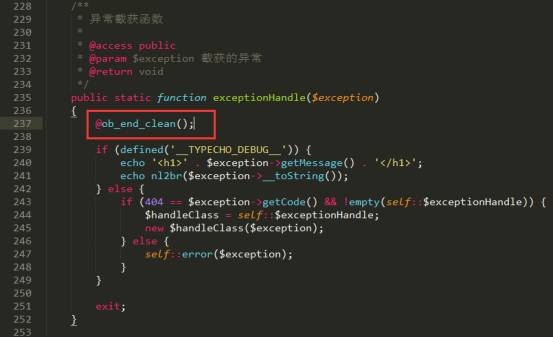 228 /**
229 * 异常截获函数
230 *
231 * @access public
232 * @param $exception 截获的异常
233 * @return void
234 */
235 public static function exceptionHandle($exception)
236 {
237 @ob_end_clean();
238
239 if (defined('__TYPECHO_DEBUG__')) {
240 echo '<h1>' . $exception->getMessage() . '</h1>';
241 echo nl2br($exception->__toString());
242 } else {
243 if (404 == $exception->getCode() && !empty(self::$exceptionHandle)) {
244 $handleClass = self::$exceptionHandle;
245 new $handleClass($exception);
246 } else {
247 self::error($exception);
248 }
249 }
250
251 exit;
252 }
253